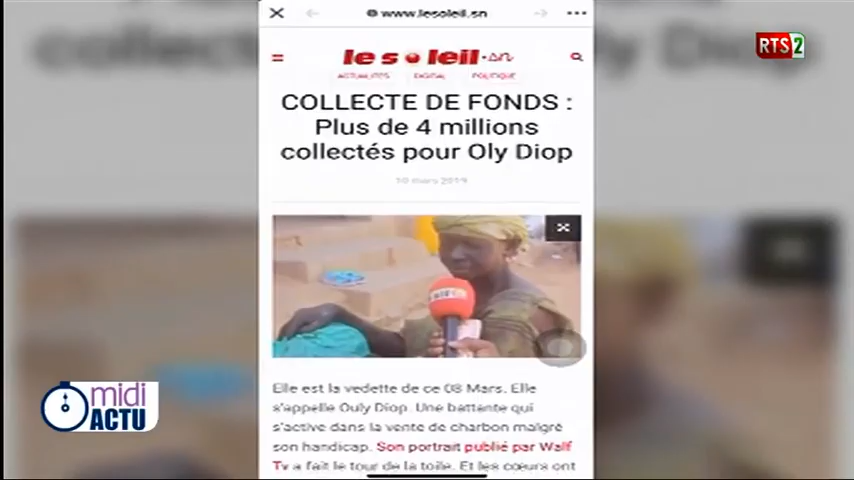 www.lesoleil.sn
RTS2
le soleil.sn
ACTUALITÉS DIGITAL POLITIQUE
COLLECTE DE FONDS :
Plus de 4 millions
collectés pour Oly Diop
10 mars 2019
Elle est la vedette de ce 08 Mars. Elle
s'appelle Ouly Diop. Une battante qui
s'active dans la vente de charbon malgré
son handicap. Son portrait publié par Walf
Tv a fait le tour de la toile. Et les cœurs ont
midi
ACTU